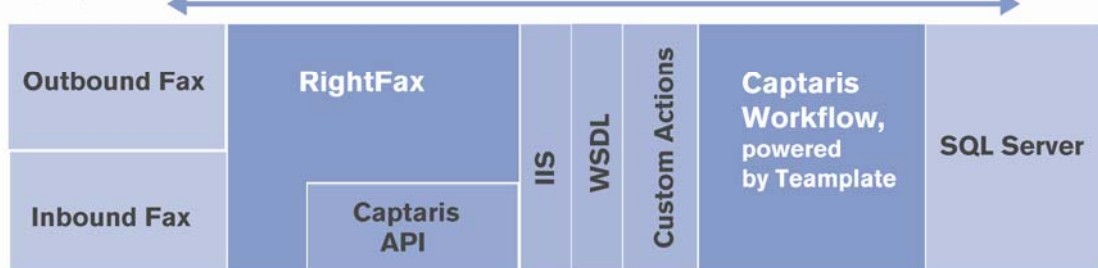 Outbound Fax
Inbound Fax
RightFax
Captaris
API
IIS
WSDL
Custom Actions
Captaris
Workflow,
powered
by Teamplate
SQL Server